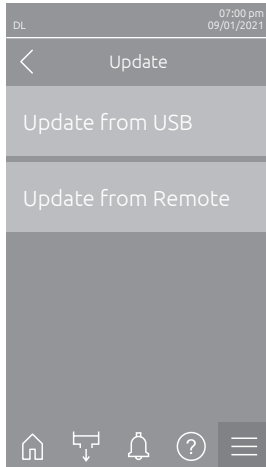 07:00 pm
DL 09/01/2021
Update
Update from USB
Update from Remote
?